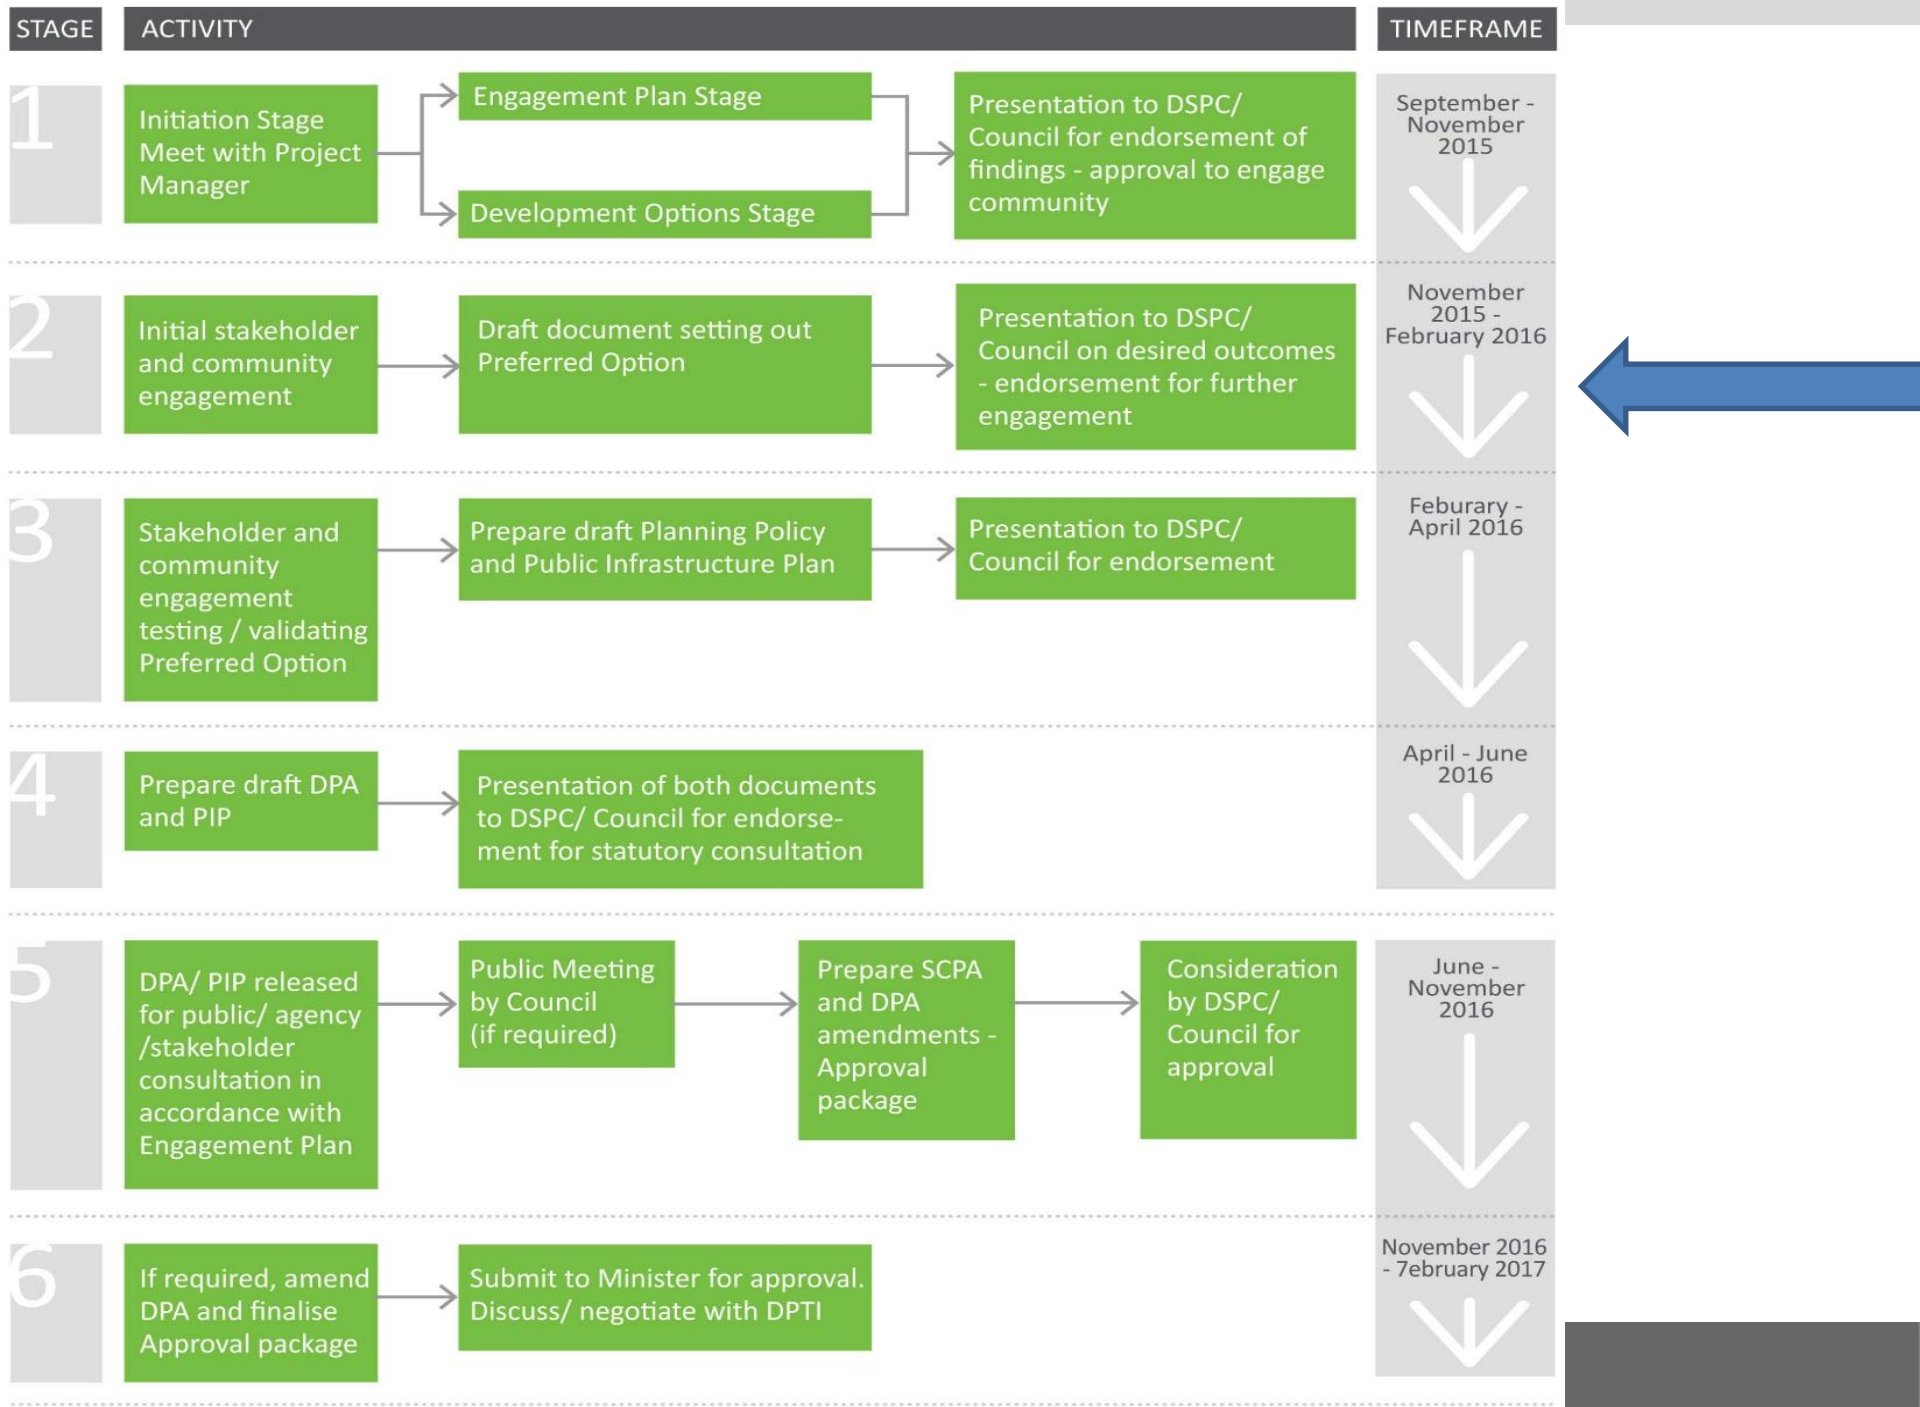 STAGE
ACTIVITY
TIMEFRAME
1
Initiation Stage
Meet with Project
Manager
Engagement Plan Stage
Development Options Stage
Presentation to DSPC/
Council for endorsement of
findings - approval to engage
community
September -
November
2015
2
Initial stakeholder
and community
engagement
Draft document setting out
Preferred Option
Presentation to DSPC/
Council on desired outcomes
- endorsement for further
engagement
November
2015 -
February 2016
3
Stakeholder and
community
engagement
testing / validating
Preferred Option
Prepare draft Planning Policy
and Public Infrastructure Plan
Presentation to DSPC/
Council for endorsement
Feburary -
April 2016
4
Prepare draft DPA
and PIP
Presentation of both documents
to DSPC/ Council for endorse-
ment for statutory consultation
April - June
2016
5
DPA/ PIP released
for public/ agency
/stakeholder
consultation in
accordance with
Engagement Plan
Public Meeting
by Council
(if required)
Prepare SCPA
and DPA
amendments -
Approval
package
Consideration
by DSPC/
Council for
approval
June -
November
2016
6
If required, amend
DPA and finalise
Approval package
Submit to Minister for approval.
Discuss/ negotiate with DPTI
November 2016
- 7ebruary 2017